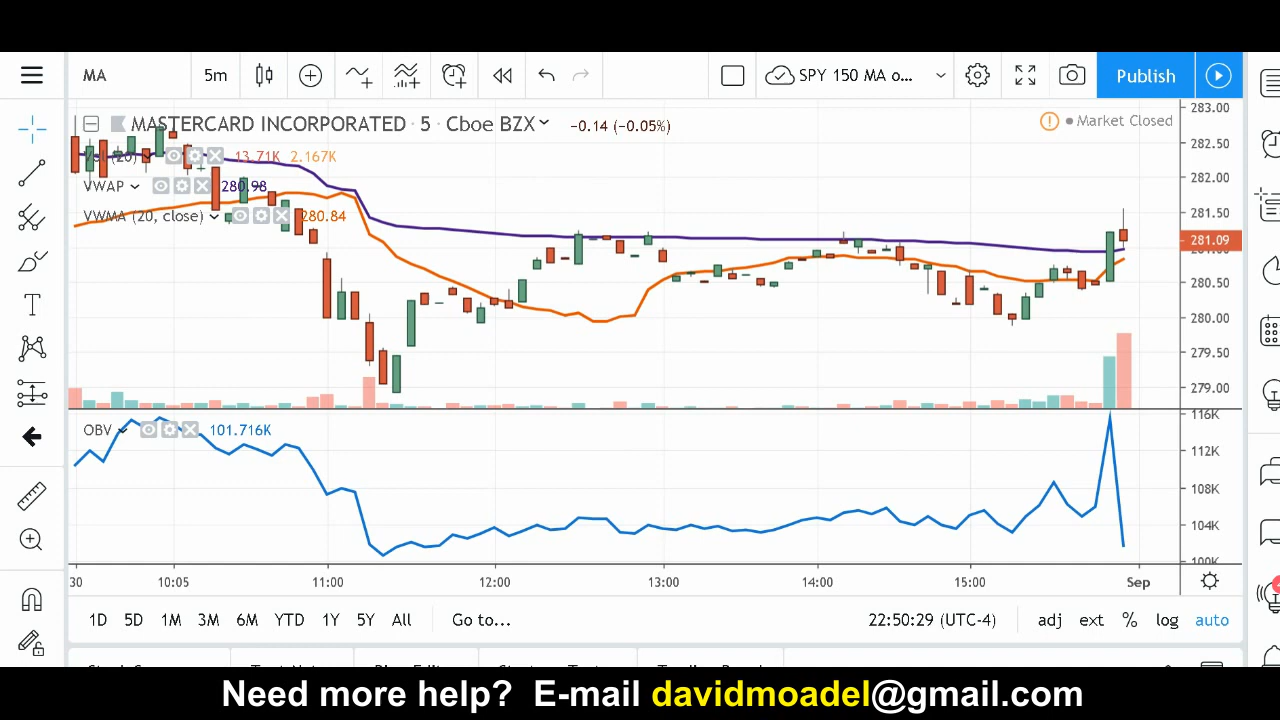 MA 5m SPY 150 MA o... Publish
MASTERCARD INCORPORATED · 5 · Cboe BZX −0.14 (−0.05%) Market Closed
Vol (20) 13.71K 2.167K
VWAP 280.98
VWMA (20, close) 280.84
283.00
282.50
282.00
281.50
281.09
280.50
280.00
279.50
279.00
OBV 101.716K
116K
112K
108K
104K
100K
30 10:05 11:00 12:00 13:00 14:00 15:00 Sep
1D 5D 1M 3M 6M YTD 1Y 5Y All Go to... 22:50:29 (UTC-4) adj ext % log auto
Need more help? E-mail davidmoadel@gmail.com